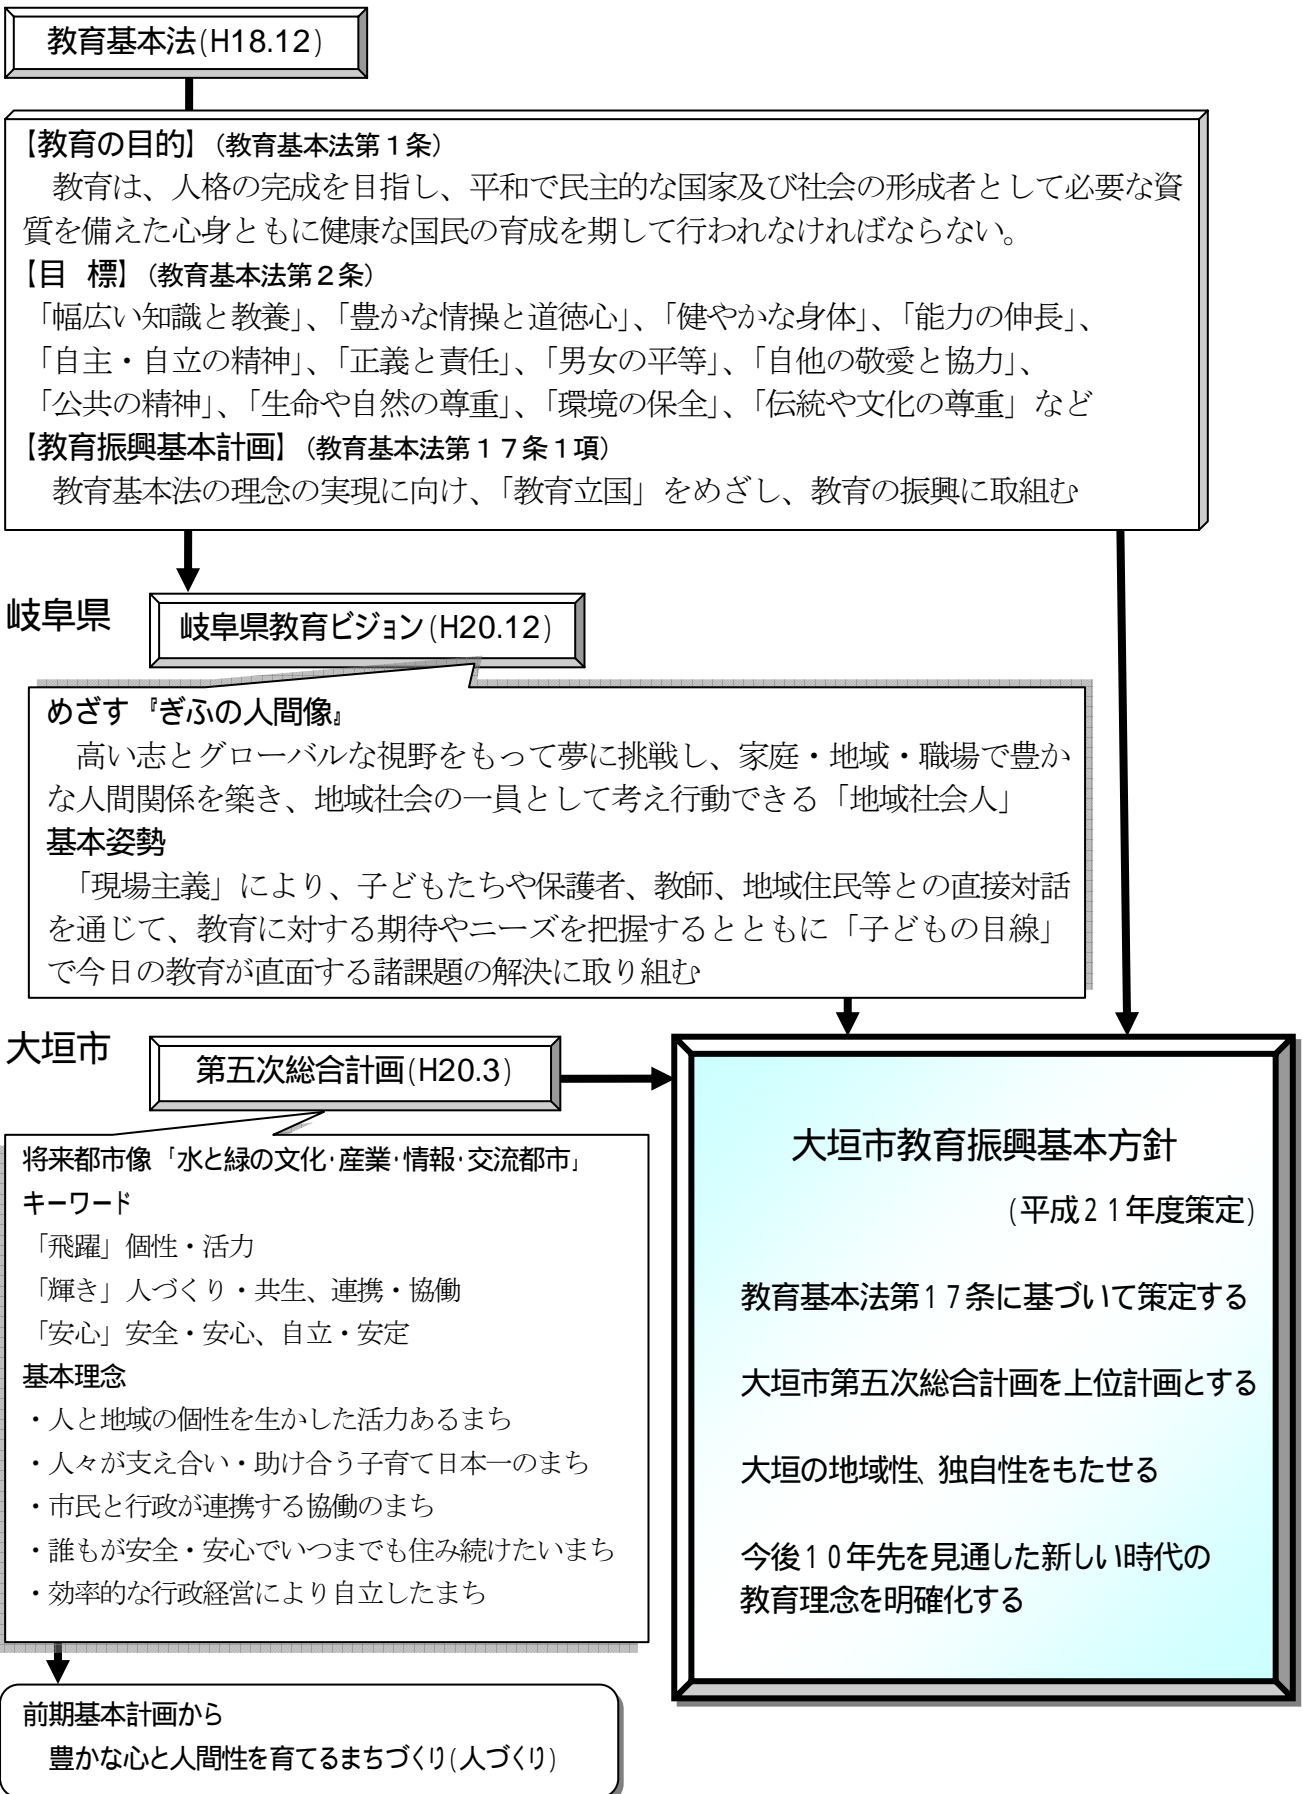 教育基本法(H18.12)
【教育の目的】(教育基本法第１条)
教育は、人格の完成を目指し、平和で民主的な国家及び社会の形成者として必要な資
質を備えた心身ともに健康な国民の育成を期して行われなければならない。
【目　標】(教育基本法第２条)
「幅広い知識と教養」、「豊かな情操と道徳心」、「健やかな身体」、「能力の伸長」、
「自主・自立の精神」、「正義と責任」、「男女の平等」、「自他の敬愛と協力」、
「公共の精神」、「生命や自然の尊重」、「環境の保全」、「伝統や文化の尊重」など
【教育振興基本計画】(教育基本法第１７条１項)
教育基本法の理念の実現に向け、「教育立国」をめざし、教育の振興に取組む
岐阜県
岐阜県教育ビジョン(H20.12)
めざす『ぎふの人間像』
高い志とグローバルな視野をもって夢に挑戦し、家庭・地域・職場で豊か
な人間関係を築き、地域社会の一員として考え行動できる「地域社会人」
基本姿勢
「現場主義」により、子どもたちや保護者、教師、地域住民等との直接対話
を通じて、教育に対する期待やニーズを把握するとともに「子どもの目線」
で今日の教育が直面する諸課題の解決に取り組む
大垣市
第五次総合計画(H20.3)
将来都市像「水と緑の文化・産業・情報・交流都市」
キーワード
「飛躍」個性・活力
「輝き」人づくり・共生、連携・協働
「安心」安全・安心、自立・安定
基本理念
・人と地域の個性を生かした活力あるまち
・人々が支え合い・助け合う子育て日本一のまち
・市民と行政が連携する協働のまち
・誰もが安全・安心でいつまでも住み続けたいまち
・効率的な行政経営により自立したまち
前期基本計画から
豊かな心と人間性を育てるまちづくり(人づくり)
大垣市教育振興基本方針
(平成２１年度策定)
教育基本法第１７条に基づいて策定する
大垣市第五次総合計画を上位計画とする
大垣の地域性、独自性をもたせる
今後１０年先を見通した新しい時代の
教育理念を明確化する